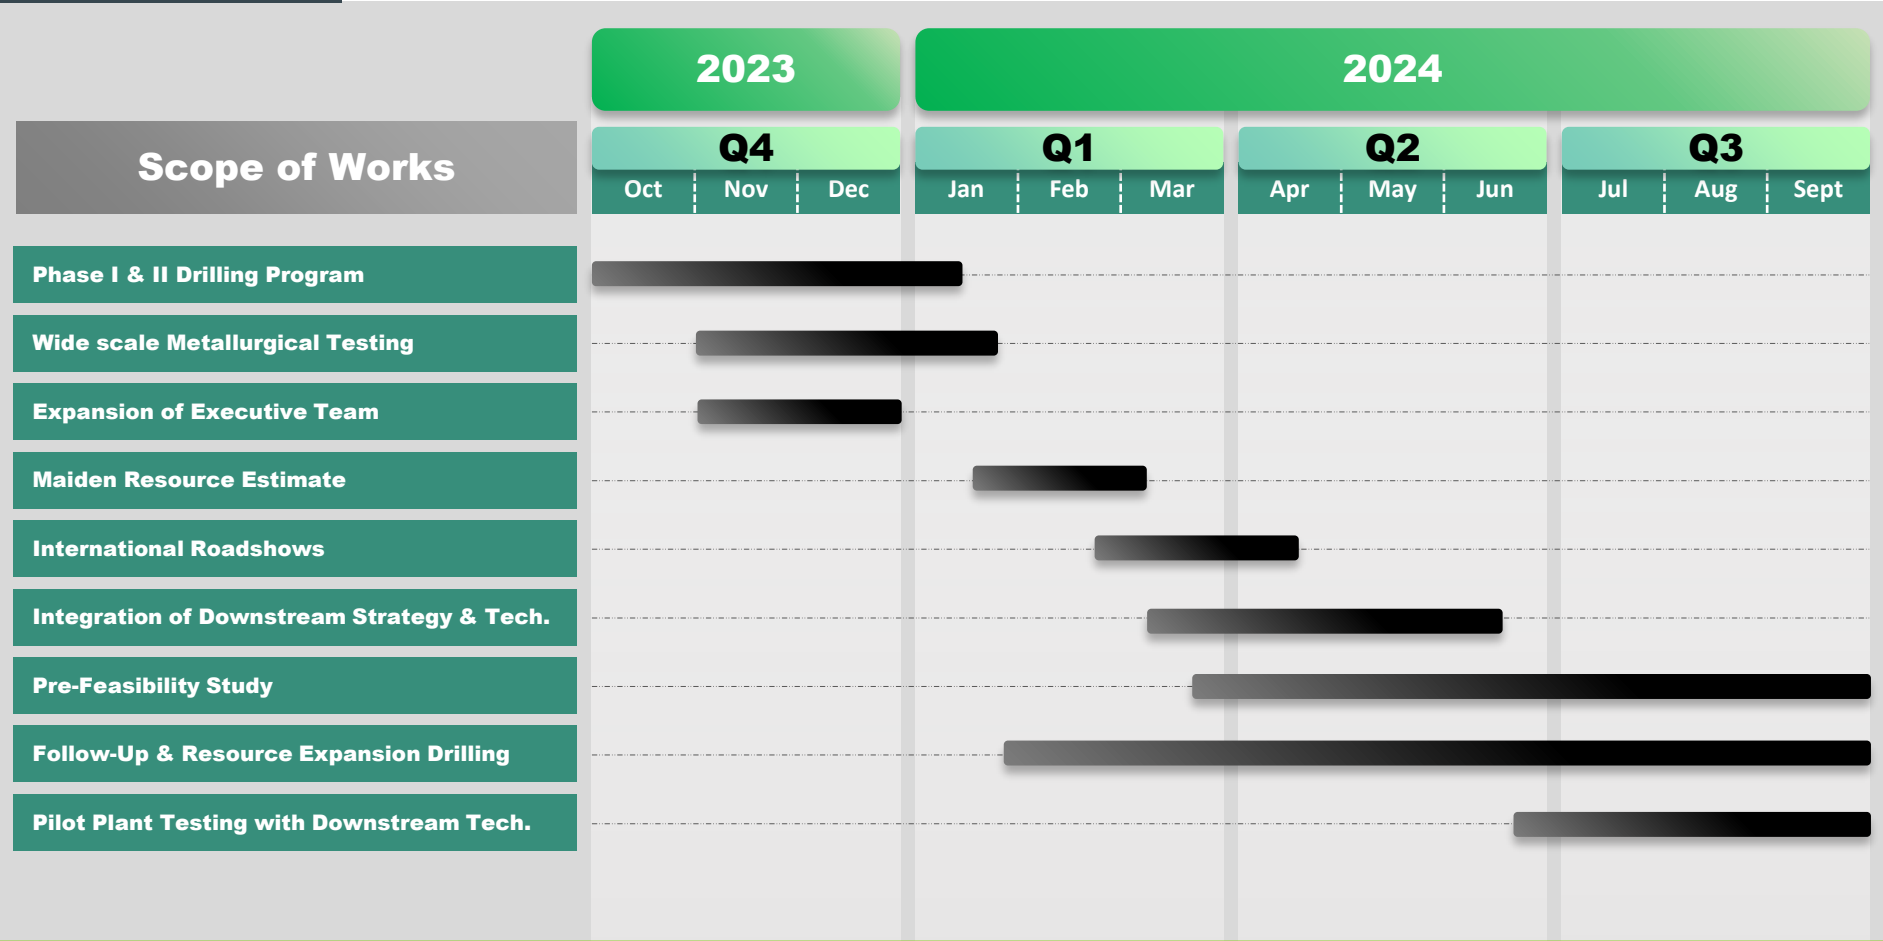 2023 2024
Scope of Works
Q4 Q1 Q2 Q3
Oct Nov Dec Jan Feb Mar Apr May Jun Jul Aug Sept
Phase I & II Drilling Program
Wide scale Metallurgical Testing
Expansion of Executive Team
Maiden Resource Estimate
International Roadshows
Integration of Downstream Strategy & Tech.
Pre-Feasibility Study
Follow-Up & Resource Expansion Drilling
Pilot Plant Testing with Downstream Tech.